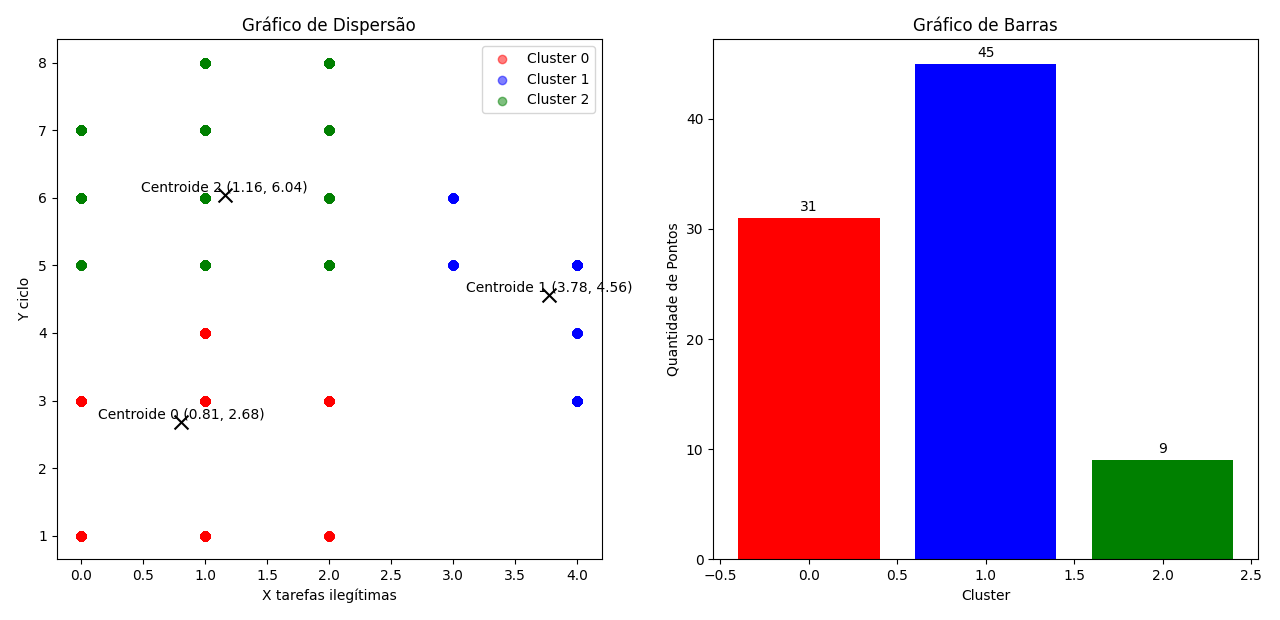 Gráfico de Dispersão
Y ciclo
8
7
6
5
4
3
2
1
Cluster 0
Cluster 1
Cluster 2
Centroide 2 (1.16, 6.04)
Centroide 1 (3.78, 4.56)
Centroide 0 (0.81, 2.68)
0.0 0.5 1.0 1.5 2.0 2.5 3.0 3.5 4.0
X tarefas ilegítimas
Gráfico de Barras
Quantidade de Pontos
40
30
20
10
0
45
31
9
−0.5 0.0 0.5 1.0 1.5 2.0 2.5
Cluster